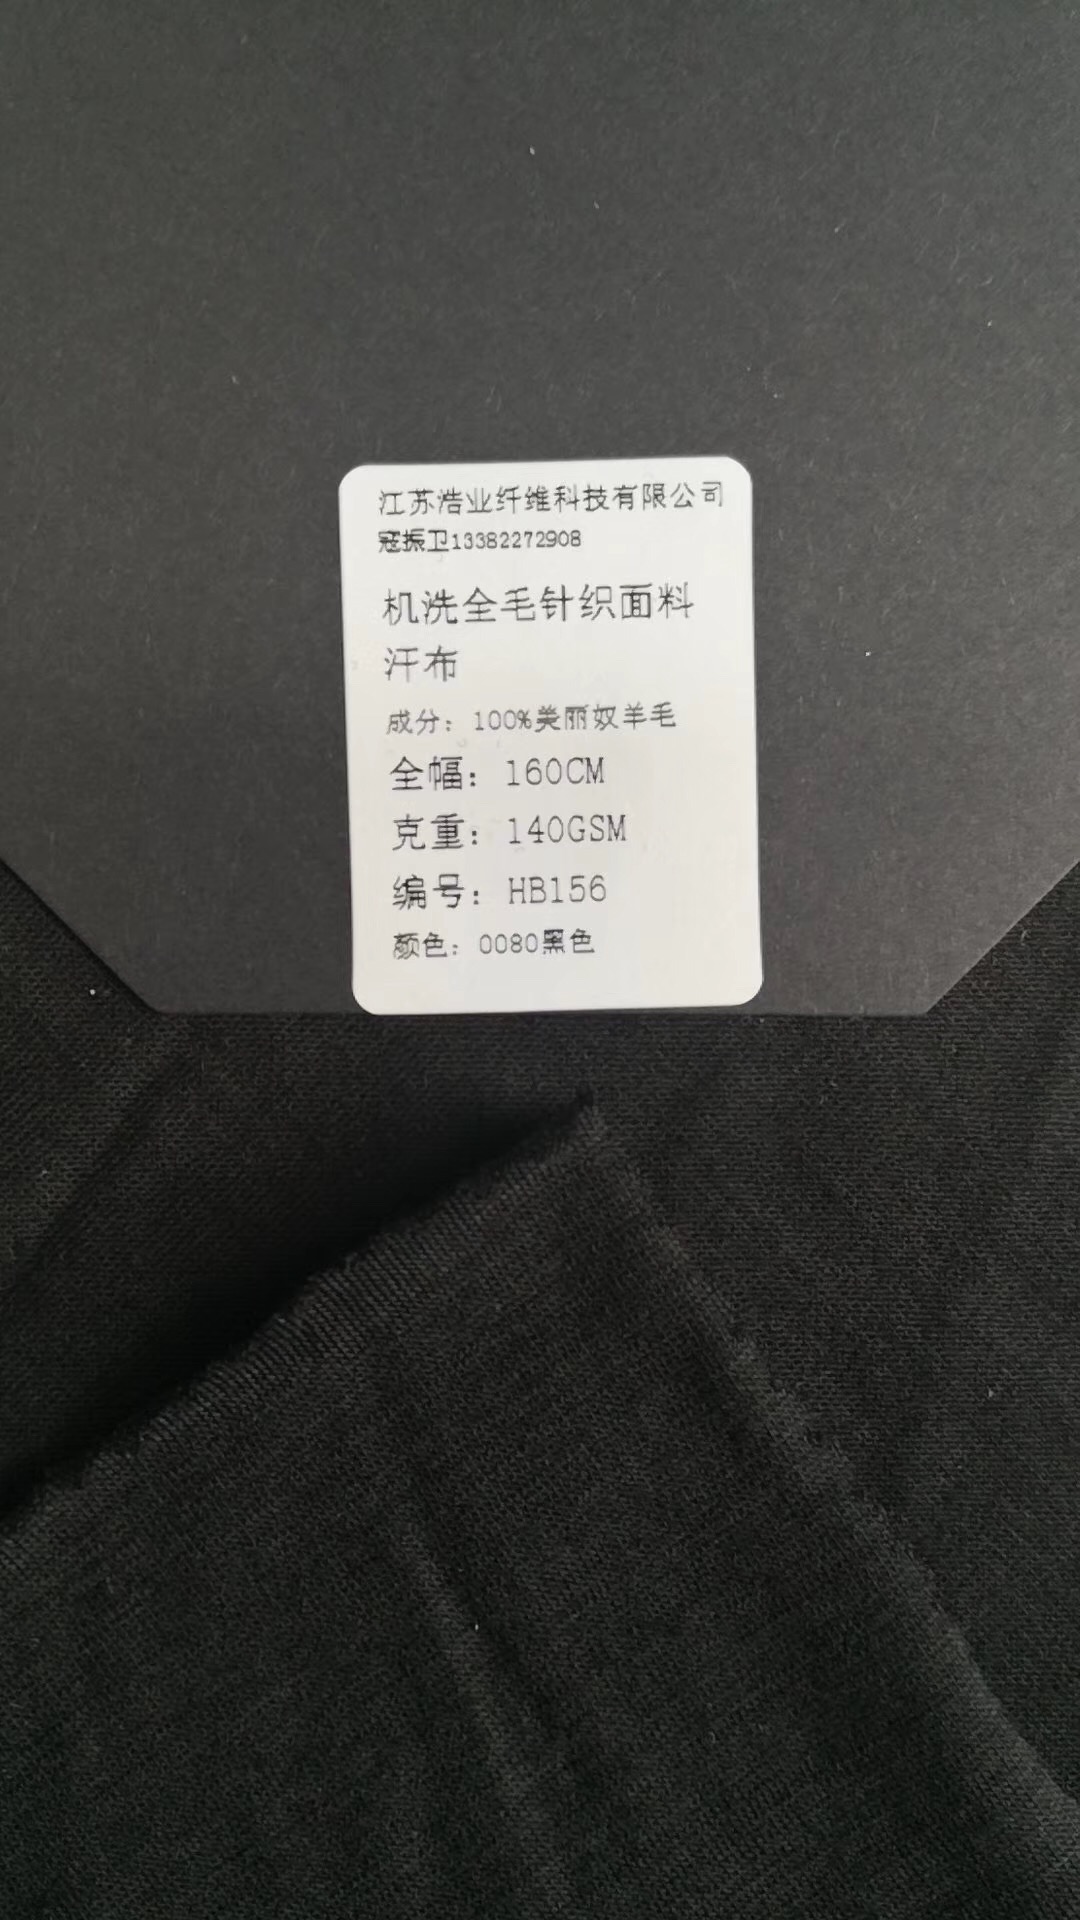 江苏浩业纤维科技有限公司
寇振卫13382272908
机洗全毛针织面料
汗布
成分：100%美丽奴羊毛
全幅：160CM
克重：140GSM
编号：HB156
颜色：0080黑色